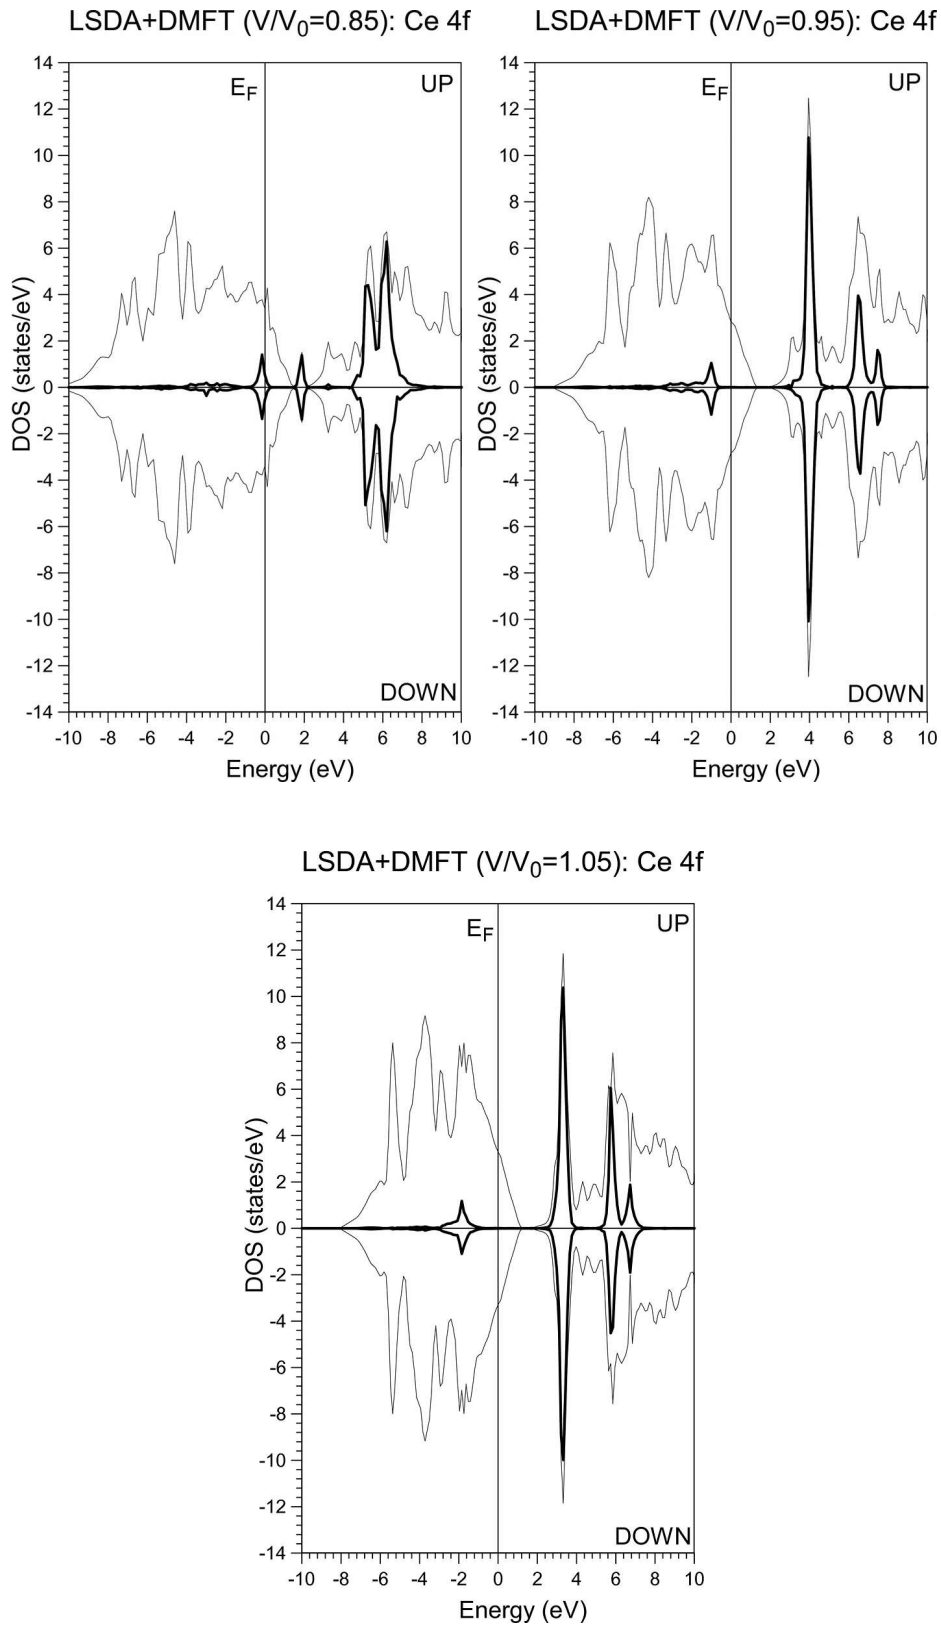 LSDA+DMFT (V/V0=0.85): Ce 4f
14
12
10
8
6
4
2
0
-2
-4
-6
-8
-10
-12
-14
DOS (states/eV)
EF
UP
DOWN
-10 -8 -6 -4 -2 0 2 4 6 8 10
Energy (eV)
LSDA+DMFT (V/V0=0.95): Ce 4f
14
12
10
8
6
4
2
0
-2
-4
-6
-8
-10
-12
-14
DOS (states/eV)
EF
UP
DOWN
-10 -8 -6 -4 -2 0 2 4 6 8 10
Energy (eV)
LSDA+DMFT (V/V0=1.05): Ce 4f
14
12
10
8
6
4
2
0
-2
-4
-6
-8
-10
-12
-14
DOS (states/eV)
EF
UP
DOWN
-10 -8 -6 -4 -2 0 2 4 6 8 10
Energy (eV)